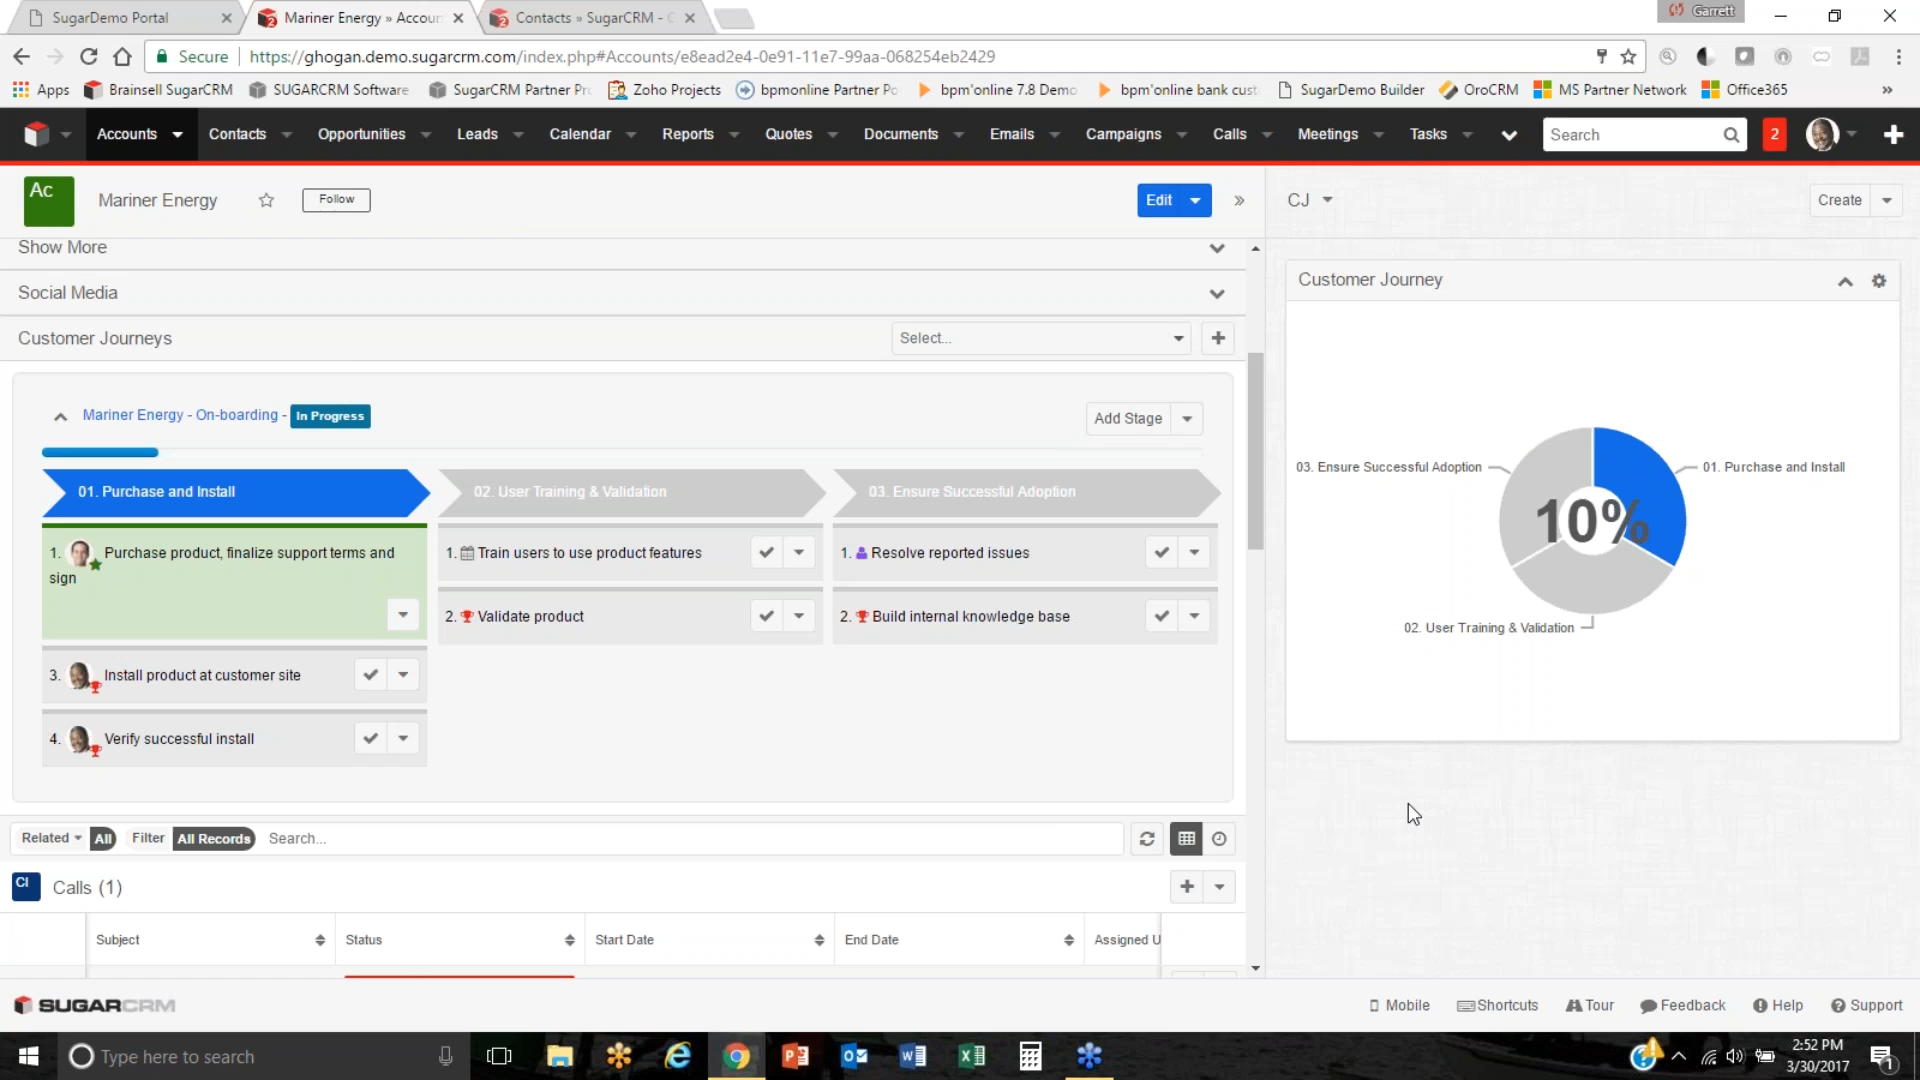 SugarDemo Portal
Mariner Energy » Accoun
Contacts » SugarCRM - C
Garrett
Secure
https://ghogan.demo.sugarcrm.com/index.php#Accounts/e8ead2e4-0e91-11e7-99aa-068254eb2429
Apps
Brainsell SugarCRM
SUGARCRM Software
SugarCRM Partner Pro
Zoho Projects
bpmonline Partner Po
bpm'online 7.8 Demo
bpm'online bank cust
SugarDemo Builder
OroCRM
MS Partner Network
Office365
»
Accounts
Contacts
Opportunities
Leads
Calendar
Reports
Quotes
Documents
Emails
Campaigns
Calls
Meetings
Tasks
Search
2
Ac
Mariner Energy
Follow
Edit
»
CJ
Create
Show More
Social Media
Customer Journeys
Select...
Customer Journey
Mariner Energy - On-boarding - In Progress
Add Stage
01. Purchase and Install
02. User Training & Validation
03. Ensure Successful Adoption
1. Purchase product, finalize support terms and
sign
3. Install product at customer site
4. Verify successful install
1. Train users to use product features
2. Validate product
1. Resolve reported issues
2. Build internal knowledge base
03. Ensure Successful Adoption
01. Purchase and Install
10%
02. User Training & Validation
Related
All
Filter
All Records
Search...
Cl
Calls (1)
Subject
Status
Start Date
End Date
Assigned U
SUGARCRM
Mobile
Shortcuts
Tour
Feedback
Help
Support
Type here to search
2:52 PM
3/30/2017
1